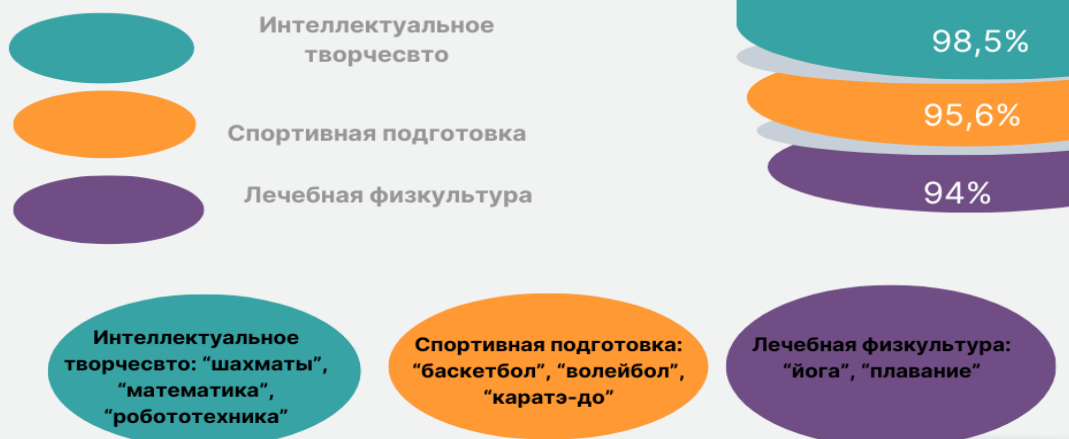 Интеллектуальное
творчесвто
98,5%
Спортивная подготовка
95,6%
Лечебная физкультура
94%
Интеллектуальное
творчесвто: “шахматы”,
“математика”,
“робототехника”
Спортивная подготовка:
“баскетбол”, “волейбол”,
“каратэ-до”
Лечебная физкультура:
“йога”, “плавание”